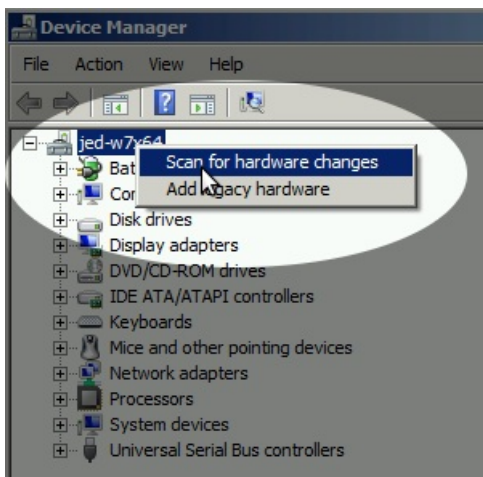 Device Manager
File Action View Help
jed-w7x64
Bat
Scan for hardware changes
Com
Add legacy hardware
Disk drives
Display adapters
DVD/CD-ROM drives
IDE ATA/ATAPI controllers
Keyboards
Mice and other pointing devices
Network adapters
Processors
System devices
Universal Serial Bus controllers